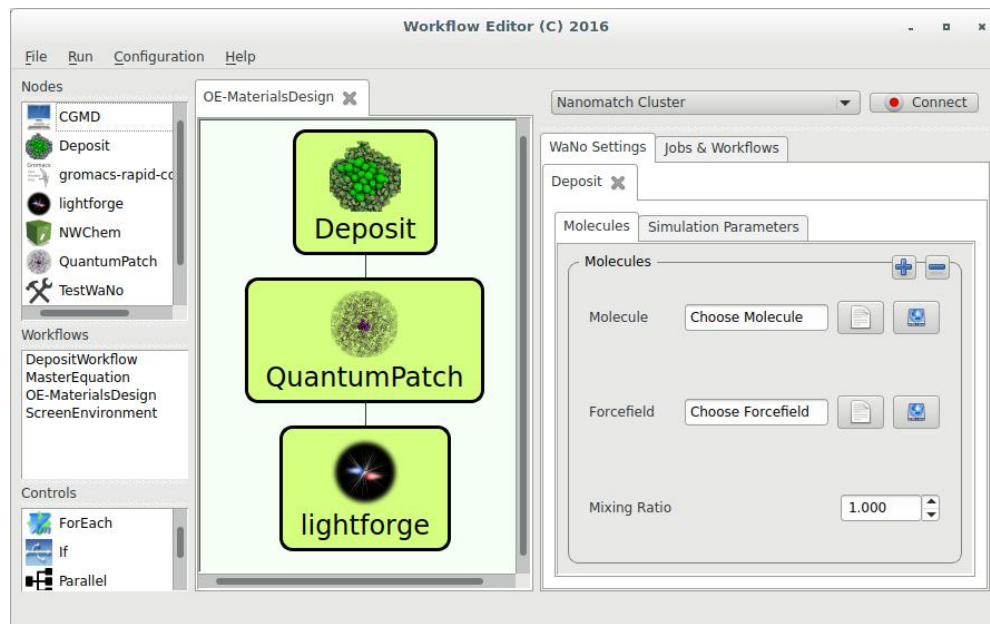 Workflow Editor (C) 2016
File Run Configuration Help
Nodes
CGMD
Deposit
gromacs-rapid-cc
lightforge
NWChem
QuantumPatch
TestWaNo
Workflows
DepositWorkflow
MasterEquation
OE-MaterialsDesign
ScreenEnvironment
Controls
ForEach
If
Parallel
OE-MaterialsDesign
Deposit
QuantumPatch
lightforge
Nanomatch Cluster
Connect
WaNo Settings Jobs & Workflows
Deposit
Molecules Simulation Parameters
Molecules
Molecule Choose Molecule
Forcefield Choose Forcefield
Mixing Ratio 1.000